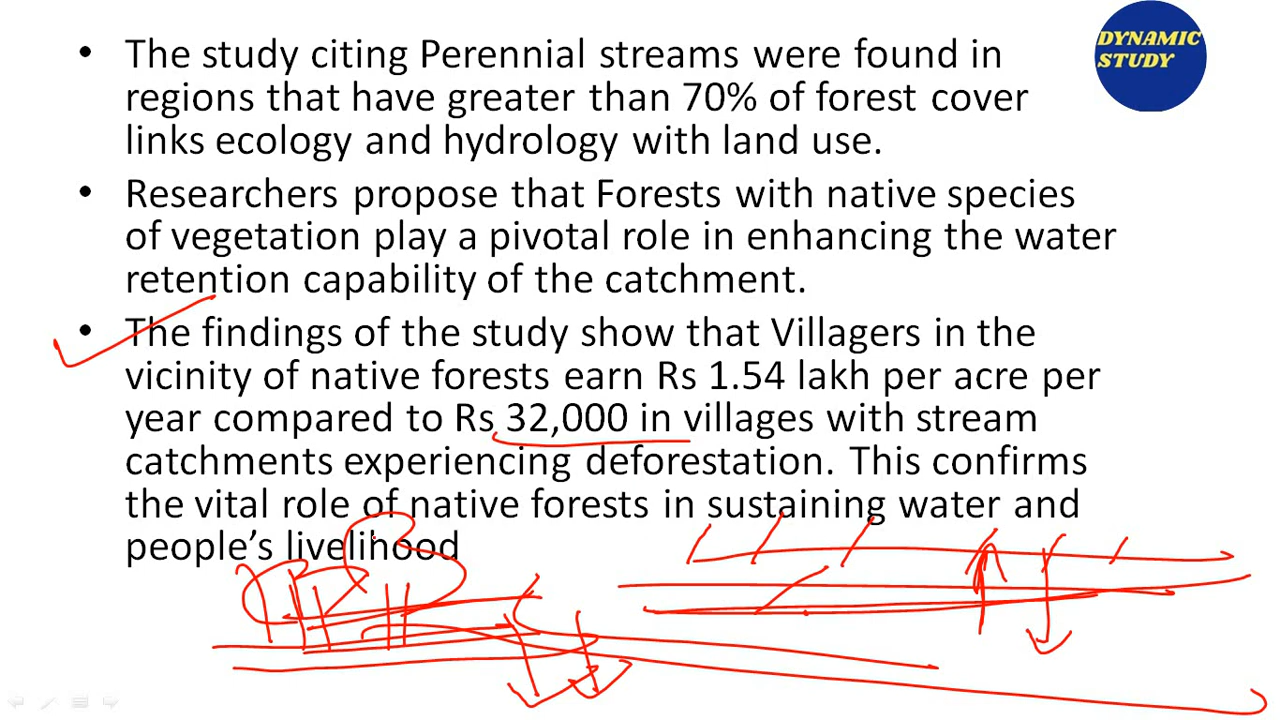 DYNAMIC
STUDY
• The study citing Perennial streams were found in
regions that have greater than 70% of forest cover
links ecology and hydrology with land use.
• Researchers propose that Forests with native species
of vegetation play a pivotal role in enhancing the water
retention capability of the catchment.
• The findings of the study show that Villagers in the
vicinity of native forests earn Rs 1.54 lakh per acre per
year compared to Rs 32,000 in villages with stream
catchments experiencing deforestation. This confirms
the vital role of native forests in sustaining water and
people’s livelihood